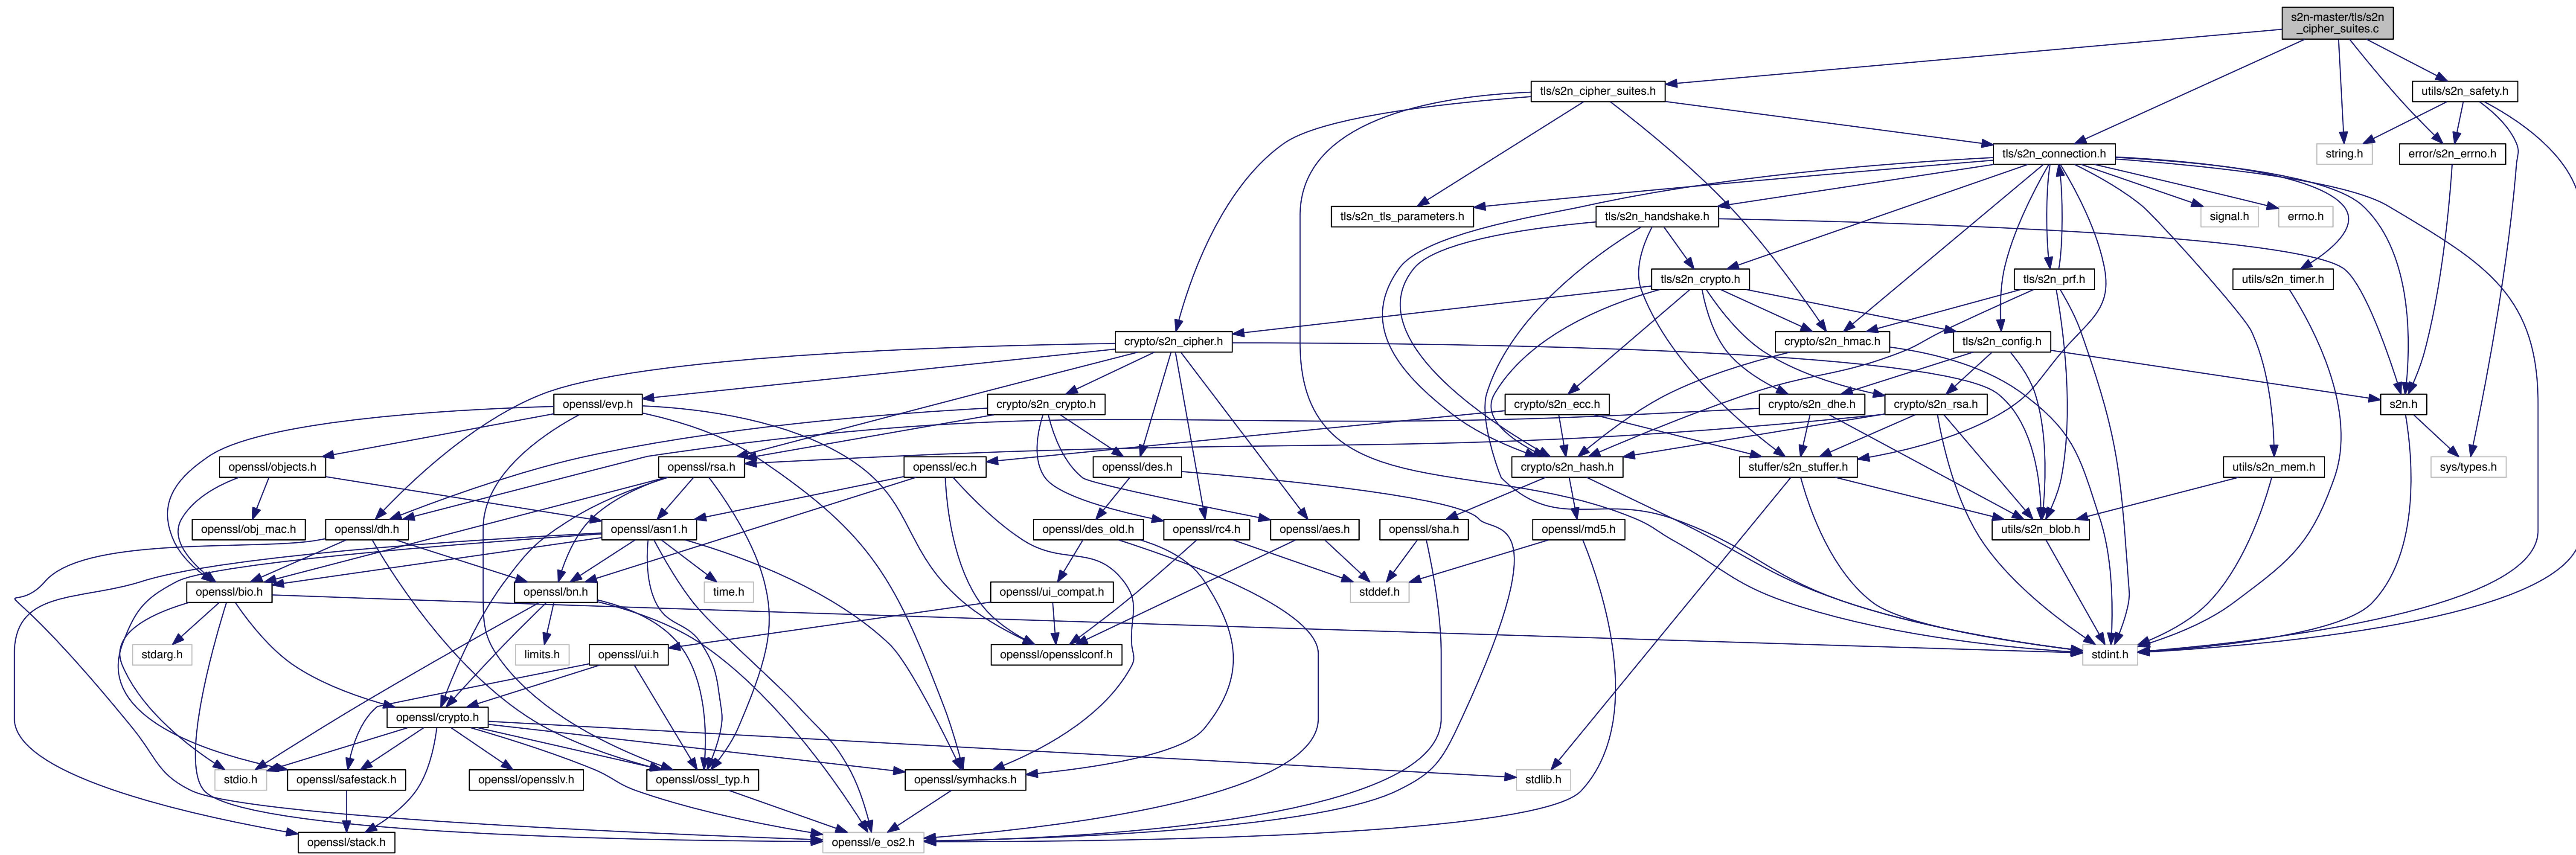 s2n-master/tls/s2n
_cipher_suites.c
tls/s2n_cipher_suites.h
utils/s2n_safety.h
tls/s2n_connection.h
string.h
error/s2n_errno.h
tls/s2n_tls_parameters.h
tls/s2n_handshake.h
signal.h
errno.h
tls/s2n_crypto.h
tls/s2n_prf.h
utils/s2n_timer.h
crypto/s2n_cipher.h
crypto/s2n_hmac.h
tls/s2n_config.h
openssl/evp.h
crypto/s2n_crypto.h
crypto/s2n_ecc.h
crypto/s2n_dhe.h
crypto/s2n_rsa.h
s2n.h
openssl/objects.h
openssl/rsa.h
openssl/ec.h
openssl/des.h
crypto/s2n_hash.h
stuffer/s2n_stuffer.h
utils/s2n_mem.h
sys/types.h
openssl/obj_mac.h
openssl/dh.h
openssl/asn1.h
openssl/des_old.h
openssl/rc4.h
openssl/aes.h
openssl/sha.h
openssl/md5.h
utils/s2n_blob.h
openssl/bio.h
openssl/bn.h
time.h
openssl/ui_compat.h
stddef.h
stdarg.h
limits.h
openssl/ui.h
openssl/opensslconf.h
stdint.h
openssl/crypto.h
stdio.h
openssl/safestack.h
openssl/opensslv.h
openssl/ossl_typ.h
openssl/symhacks.h
stdlib.h
openssl/stack.h
openssl/e_os2.h